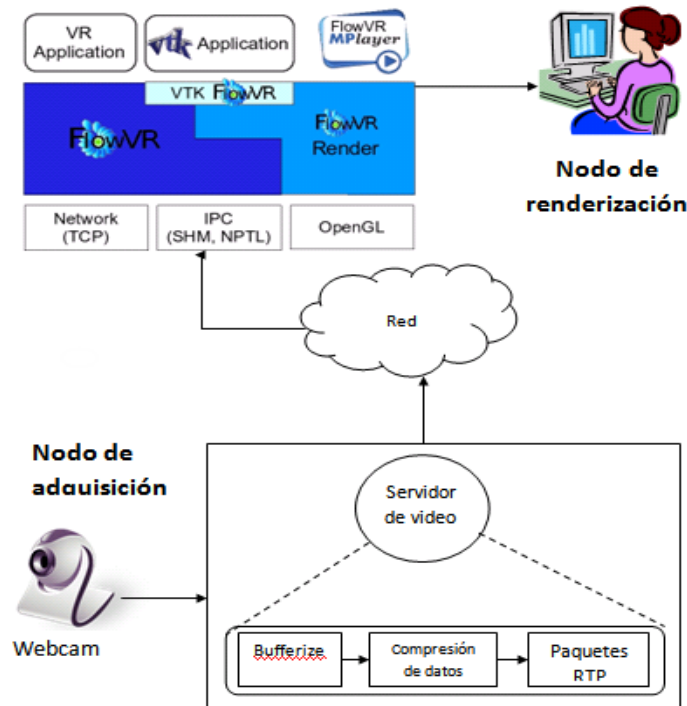 VR
Application
vtk Application
FlowVR
MPlayer
VTK FlowVR
FlowVR
FlowVR
Render
Network
(TCP)
IPC
(SHM, NPTL)
OpenGL
Nodo de
renderización
Red
Nodo de
adquisición
Webcam
Servidor
de video
Bufferize
Compresión
de datos
Paquetes
RTP